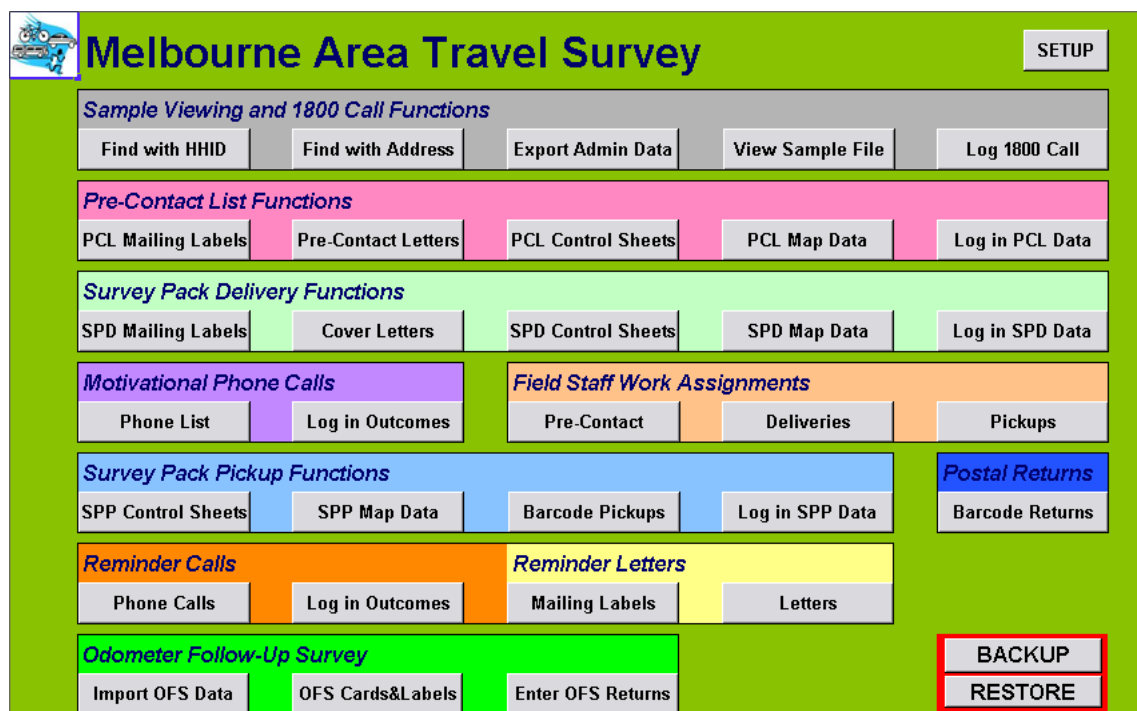 Melbourne Area Travel Survey
SETUP
Sample Viewing and 1800 Call Functions
Find with HHID Find with Address Export Admin Data View Sample File Log 1800 Call
Pre-Contact List Functions
PCL Mailing Labels Pre-Contact Letters PCL Control Sheets PCL Map Data Log in PCL Data
Survey Pack Delivery Functions
SPD Mailing Labels Cover Letters SPD Control Sheets SPD Map Data Log in SPD Data
Motivational Phone Calls Field Staff Work Assignments
Phone List Log in Outcomes Pre-Contact Deliveries Pickups
Survey Pack Pickup Functions Postal Returns
SPP Control Sheets SPP Map Data Barcode Pickups Log in SPP Data Barcode Returns
Reminder Calls Reminder Letters
Phone Calls Log in Outcomes Mailing Labels Letters
Odometer Follow-Up Survey BACKUP
Import OFS Data OFS Cards&Labels Enter OFS Returns RESTORE